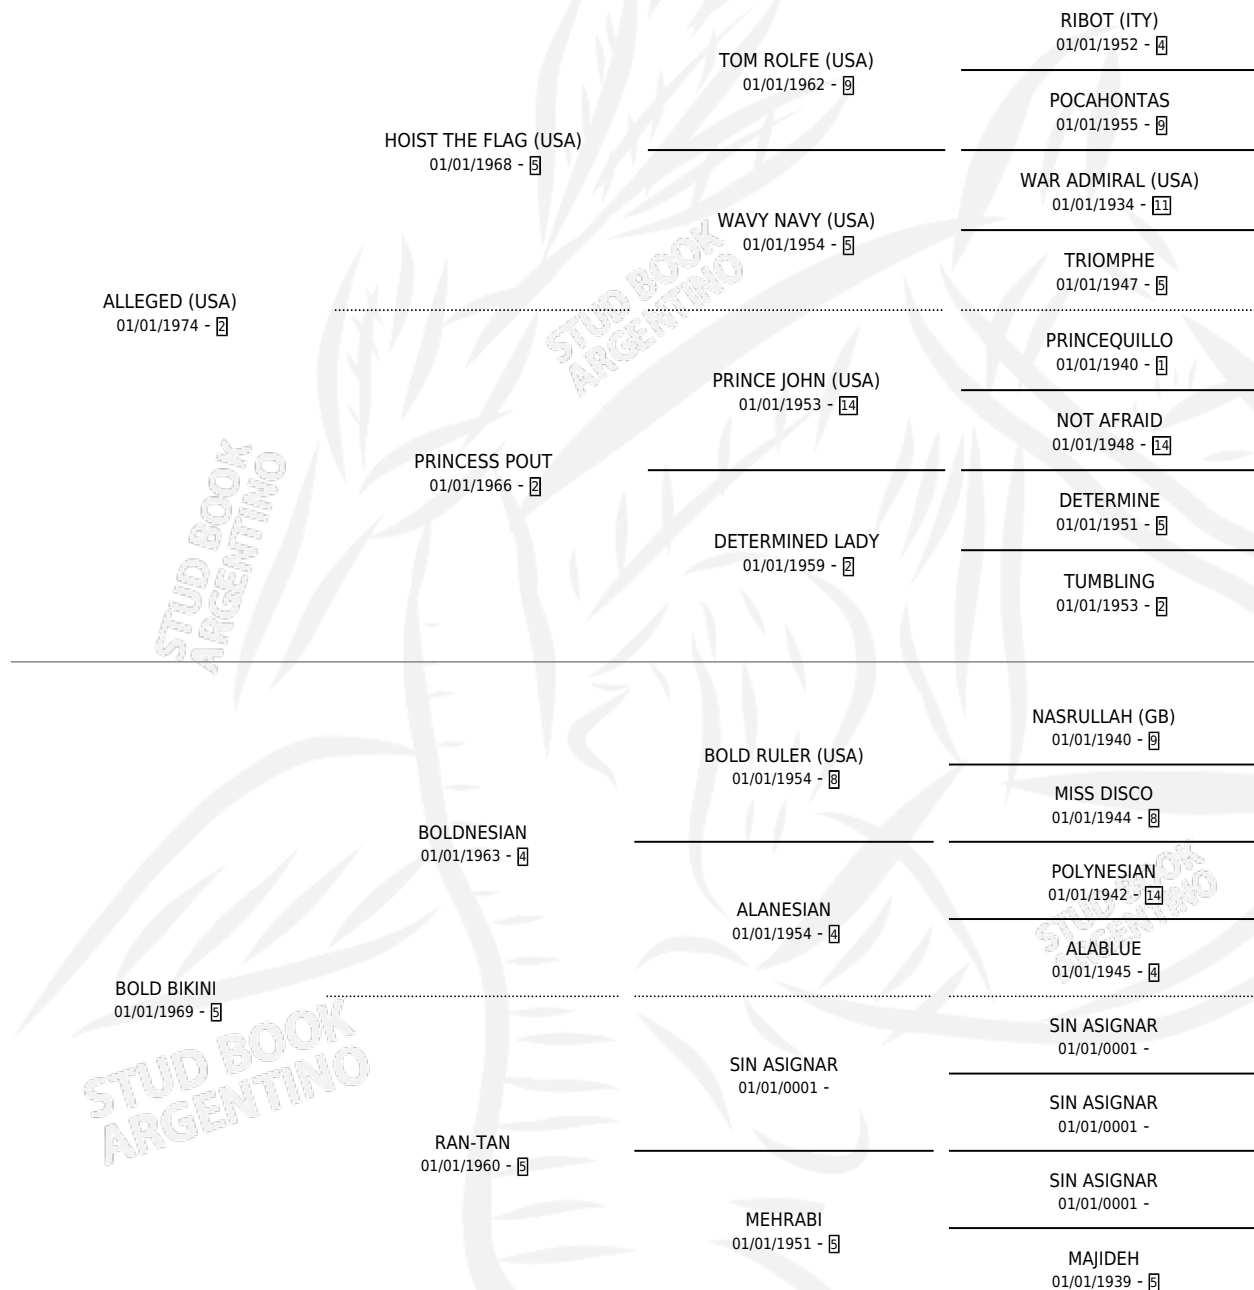 RIBOT (ITY)
01/01/1952 - 4
TOM ROLFE (USA)
01/01/1962 - 9
POCAHONTAS
01/01/1955 - 9
HOIST THE FLAG (USA)
01/01/1968 - 5
WAR ADMIRAL (USA)
01/01/1934 - 11
WAVY NAVY (USA)
01/01/1954 - 5
TRIOMPHE
01/01/1947 - 5
ALLEGED (USA)
01/01/1974 - 2
PRINCEQUILLO
01/01/1940 - 1
PRINCE JOHN (USA)
01/01/1953 - 14
NOT AFRAID
01/01/1948 - 14
PRINCESS POUT
01/01/1966 - 2
DETERMINE
01/01/1951 - 5
DETERMINED LADY
01/01/1959 - 2
TUMBLING
01/01/1953 - 2
NASRULLAH (GB)
01/01/1940 - 9
BOLD RULER (USA)
01/01/1954 - 8
MISS DISCO
01/01/1944 - 8
BOLDNESIAN
01/01/1963 - 4
POLYNESIAN
01/01/1942 - 14
ALANESIAN
01/01/1954 - 4
ALABLUE
01/01/1945 - 4
BOLD BIKINI
01/01/1969 - 5
SIN ASIGNAR
01/01/0001 -
SIN ASIGNAR
01/01/0001 -
SIN ASIGNAR
01/01/0001 -
RAN-TAN
01/01/1960 - 5
SIN ASIGNAR
01/01/0001 -
MEHRABI
01/01/1951 - 5
MAJIDEH
01/01/1939 - 5
STUD BOOK
ARGENTINO
STUD BOOK
ARGENTINO
STUD BOOK
ARGENTINO
STUD BOOK
ARGENTINO